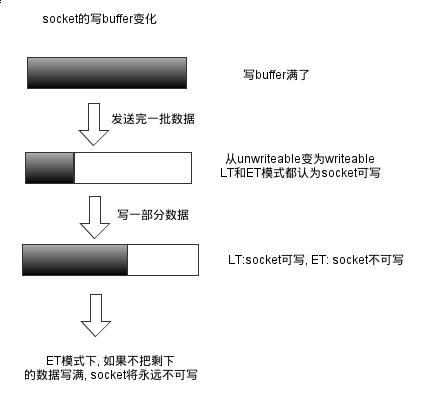 socket的写buffer变化
写buffer满了
发送完一批数据
从unwriteable变为writeable
LT和ET模式都认为socket可写
写一部分数据
LT:socket可写, ET: socket不可写
ET模式下, 如果不把剩下
的数据写满, socket将永远不可写